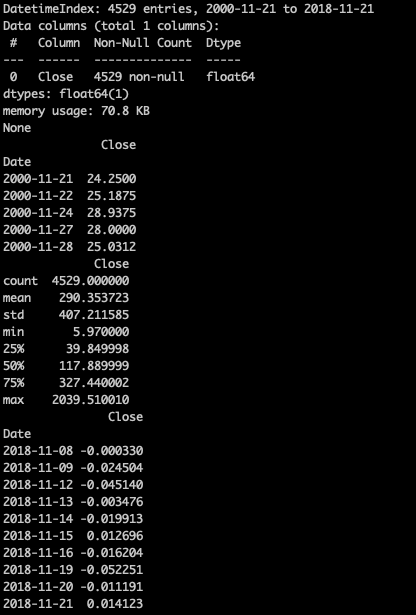 DatetimeIndex: 4529 entries, 2000-11-21 to 2018-11-21
Data columns (total 1 columns):
 #   Column  Non-Null Count  Dtype
---  ------  --------------  -----
 0   Close   4529 non-null   float64
dtypes: float64(1)
memory usage: 70.8 KB
None
              Close
Date
2000-11-21  24.2500
2000-11-22  25.1875
2000-11-24  28.9375
2000-11-27  28.0000
2000-11-28  25.0312
             Close
count  4529.000000
mean    290.353723
std     407.211585
min       5.970000
25%      39.849998
50%     117.889999
75%     327.440002
max    2039.510010
               Close
Date
2018-11-08 -0.000330
2018-11-09 -0.024504
2018-11-12 -0.045140
2018-11-13 -0.003476
2018-11-14 -0.019913
2018-11-15  0.012696
2018-11-16 -0.016204
2018-11-19 -0.052251
2018-11-20 -0.011191
2018-11-21  0.014123